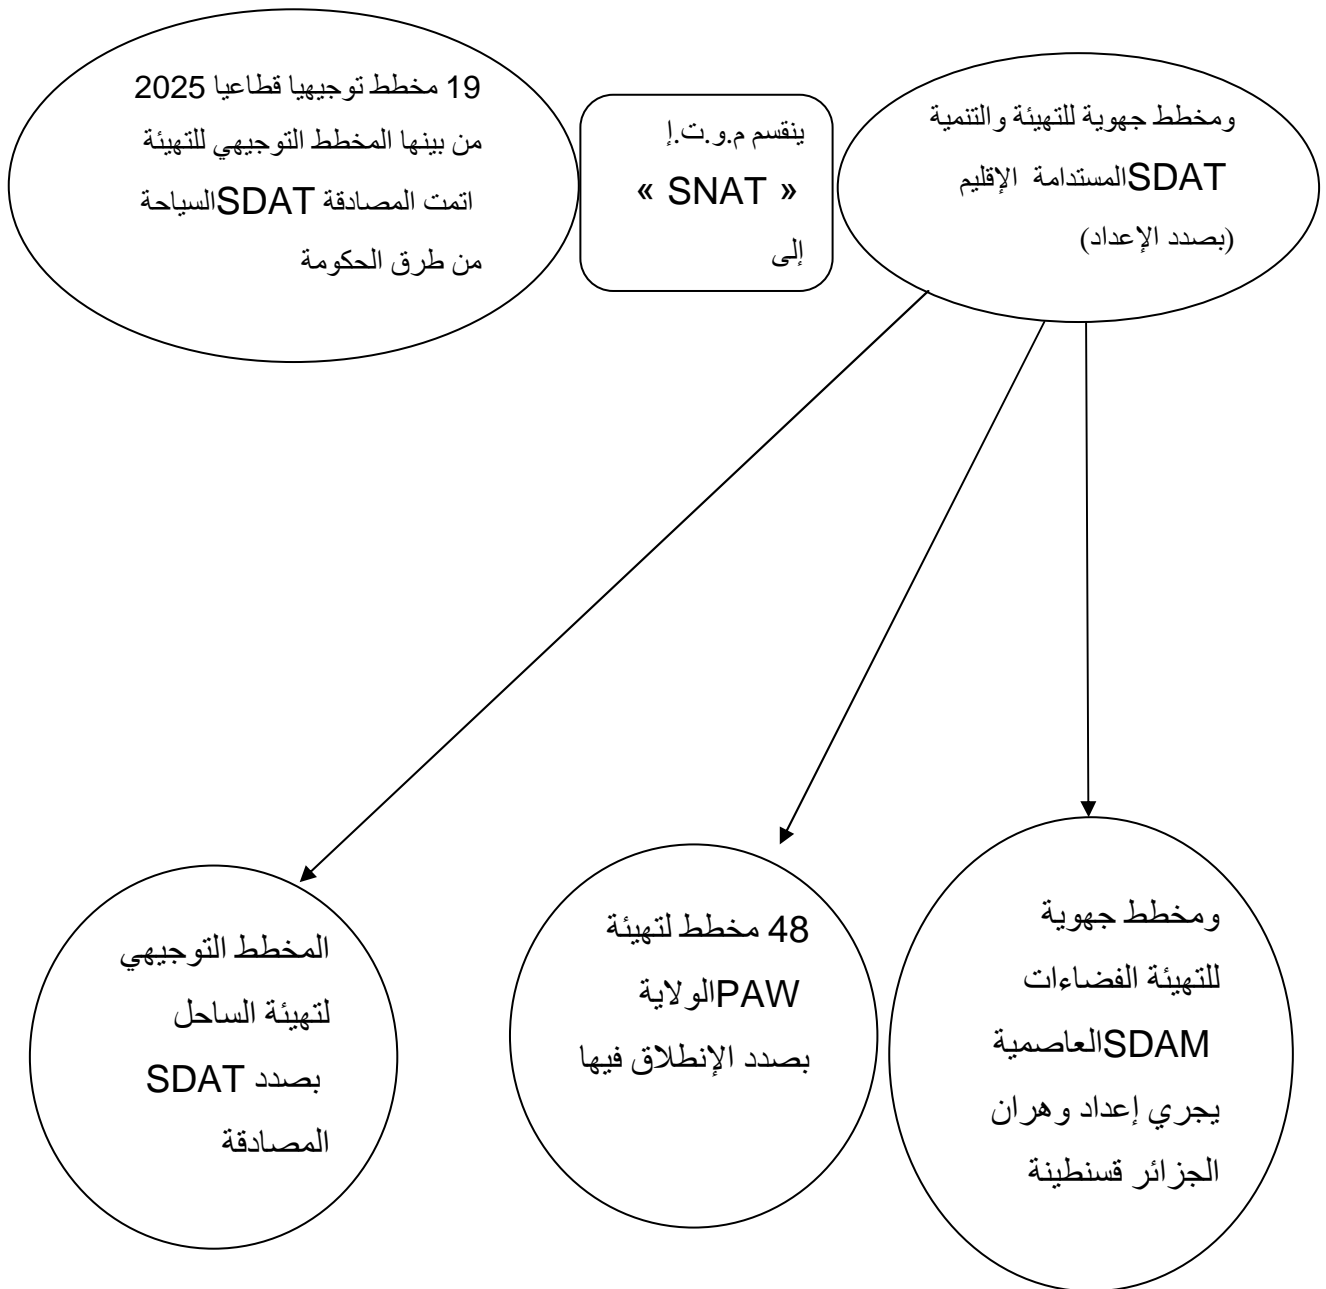 ومخطط جهوية للتهيئة والتنمية
SDATالمستدامة الإقليم
(بصدد الإعداد)
ينقسم م.و.ت.إ
« SNAT »
إلى
19 مخطط توجيهيا قطاعيا 2025
من بينها المخطط التوجيهي للتهيئة
اتمت المصادقة SDATالسياحة
من طرق الحكومة
ومخطط جهوية
للتهيئة الفضاءات
SDAMالعاصمية
يجري إعداد وهران
الجزائر قسنطينة
48 مخطط لتهيئة
PAWالولاية
بصدد الإنطلاق فيها
المخطط التوجيهي
لتهيئة الساحل
بصدد SDAT
المصادقة